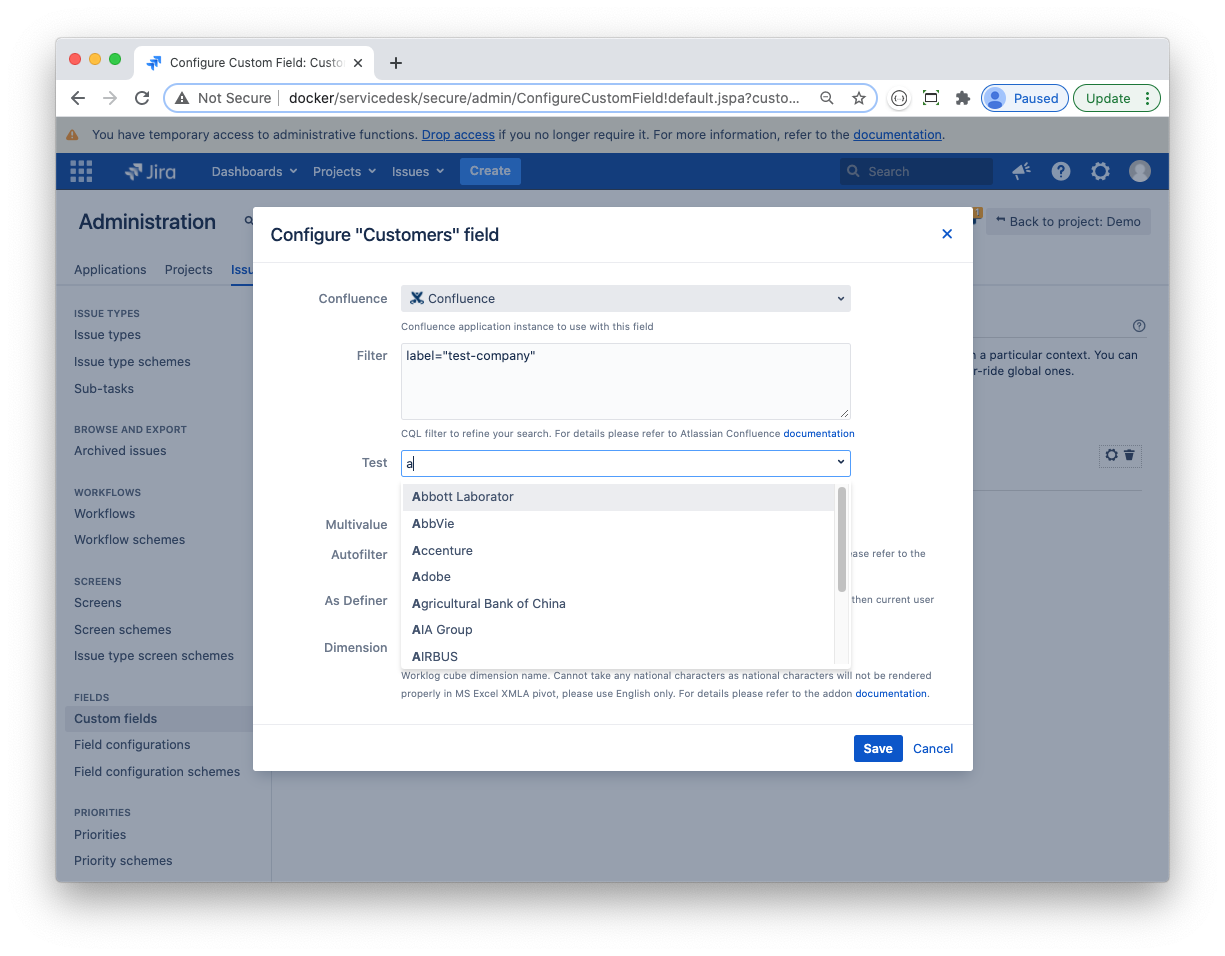 Configure Custom Field: Custo
Not Secure docker/servicedesk/secure/admin/ConfigureCustomField!default.jspa?custo...
Paused
Update
You have temporary access to administrative functions. Drop access if you no longer require it. For more information, refer to the documentation.
Jira
Dashboards
Projects
Issues
Create
Search
Administration
Back to project: Demo
Applications
Projects
Issu
ISSUE TYPES
Issue types
Issue type schemes
Sub-tasks
BROWSE AND EXPORT
Archived issues
WORKFLOWS
Workflows
Workflow schemes
SCREENS
Screens
Screen schemes
Issue type screen schemes
FIELDS
Custom fields
Field configurations
Field configuration schemes
PRIORITIES
Priorities
Priority schemes
a particular context. You can
r-ride global ones.
Configure "Customers" field
Confluence
Confluence
Confluence application instance to use with this field
Filter
label="test-company"
CQL filter to refine your search. For details please refer to Atlassian Confluence documentation
Test
a
Abbott Laborator
AbbVie
Accenture
Adobe
Agricultural Bank of China
AIA Group
AIRBUS
Multivalue
Autofilter
ease refer to the
As Definer
then current user
Dimension
Worklog cube dimension name. Cannot take any national characters as national characters will not be rendered
properly in MS Excel XMLA pivot, please use English only. For details please refer to the addon documentation.
Save
Cancel